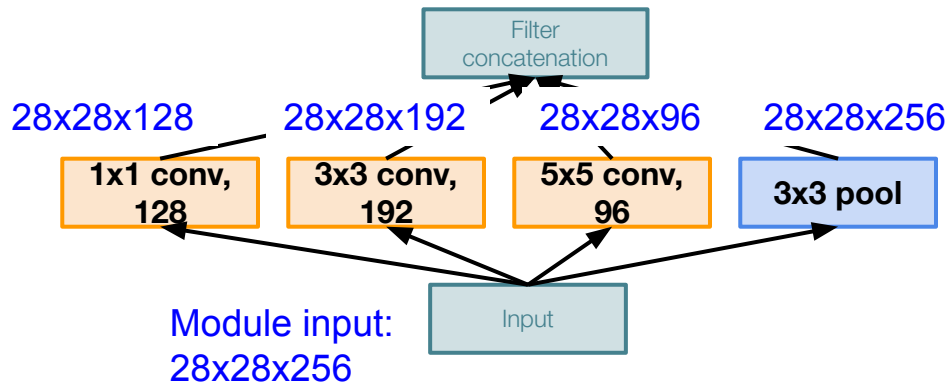 Filter
concatenation
28x28x128
28x28x192
28x28x96
28x28x256
1x1 conv,
128
3x3 conv,
192
5x5 conv,
96
3x3 pool
Input
Module input:
28x28x256